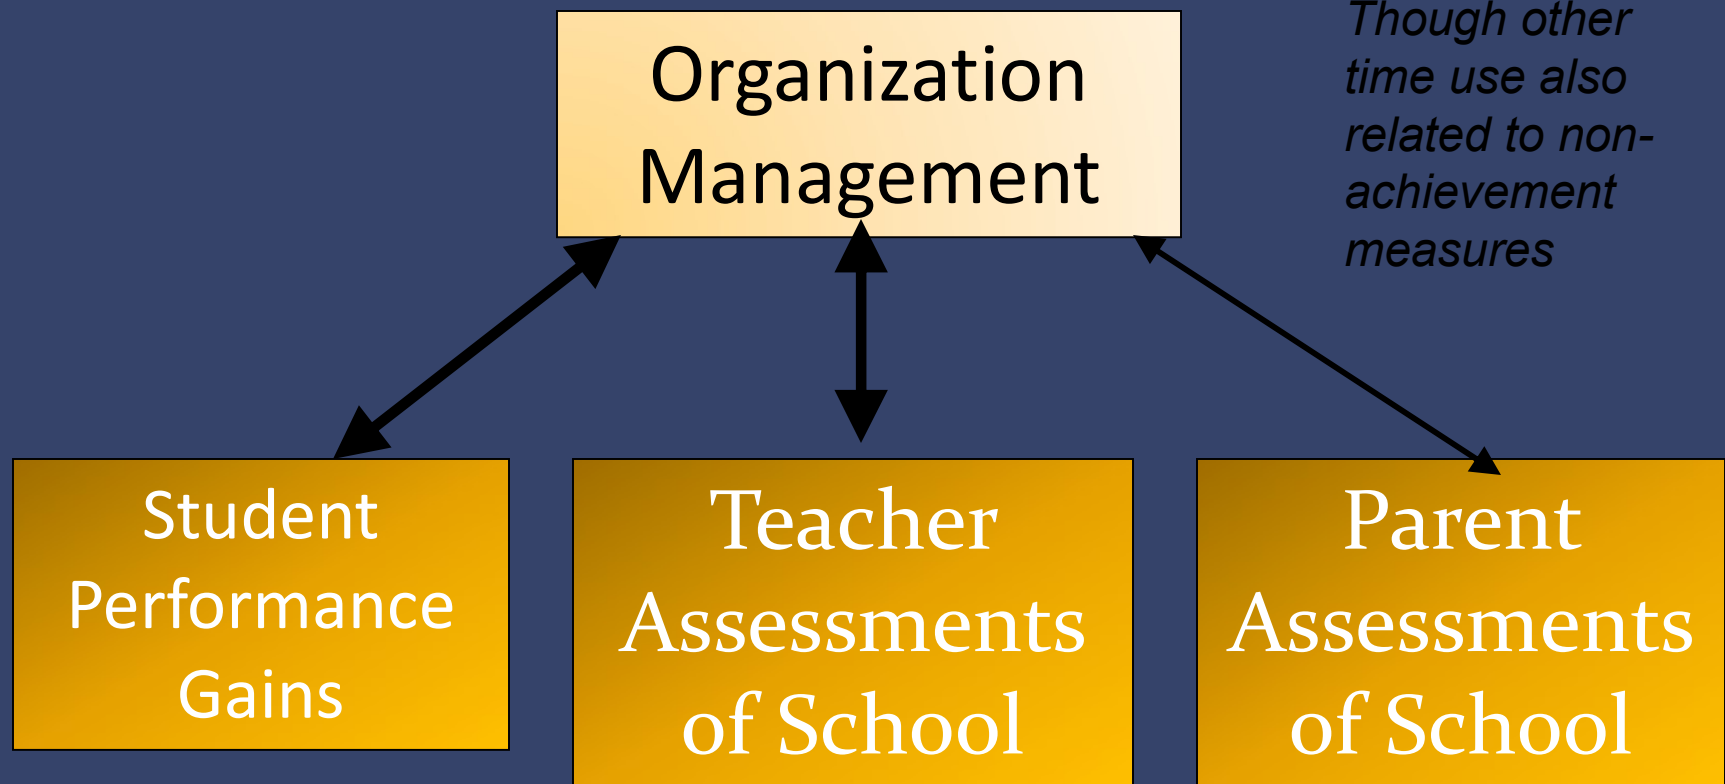 Organization
Management
Though other
time use also
related to non-
achievement
measures
Student
Performance
Gains
Teacher
Assessments
of School
Parent
Assessments
of School